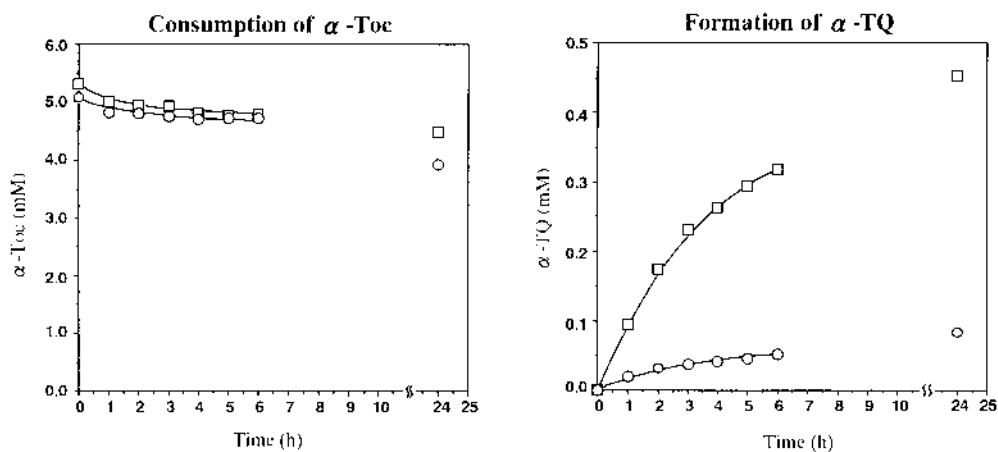 Consumption of α -Toc
6.0
5.0
4.0
3.0
2.0
1.0
0.0
α -Toc (mM)
0 1 2 3 4 5 6 7 8 9 10 24 25
Time (h)
Formation of α -TQ
0.5
0.4
0.3
0.2
0.1
0.0
α -TQ (mM)
0 1 2 3 4 5 6 7 8 9 10 24 25
Time (h)